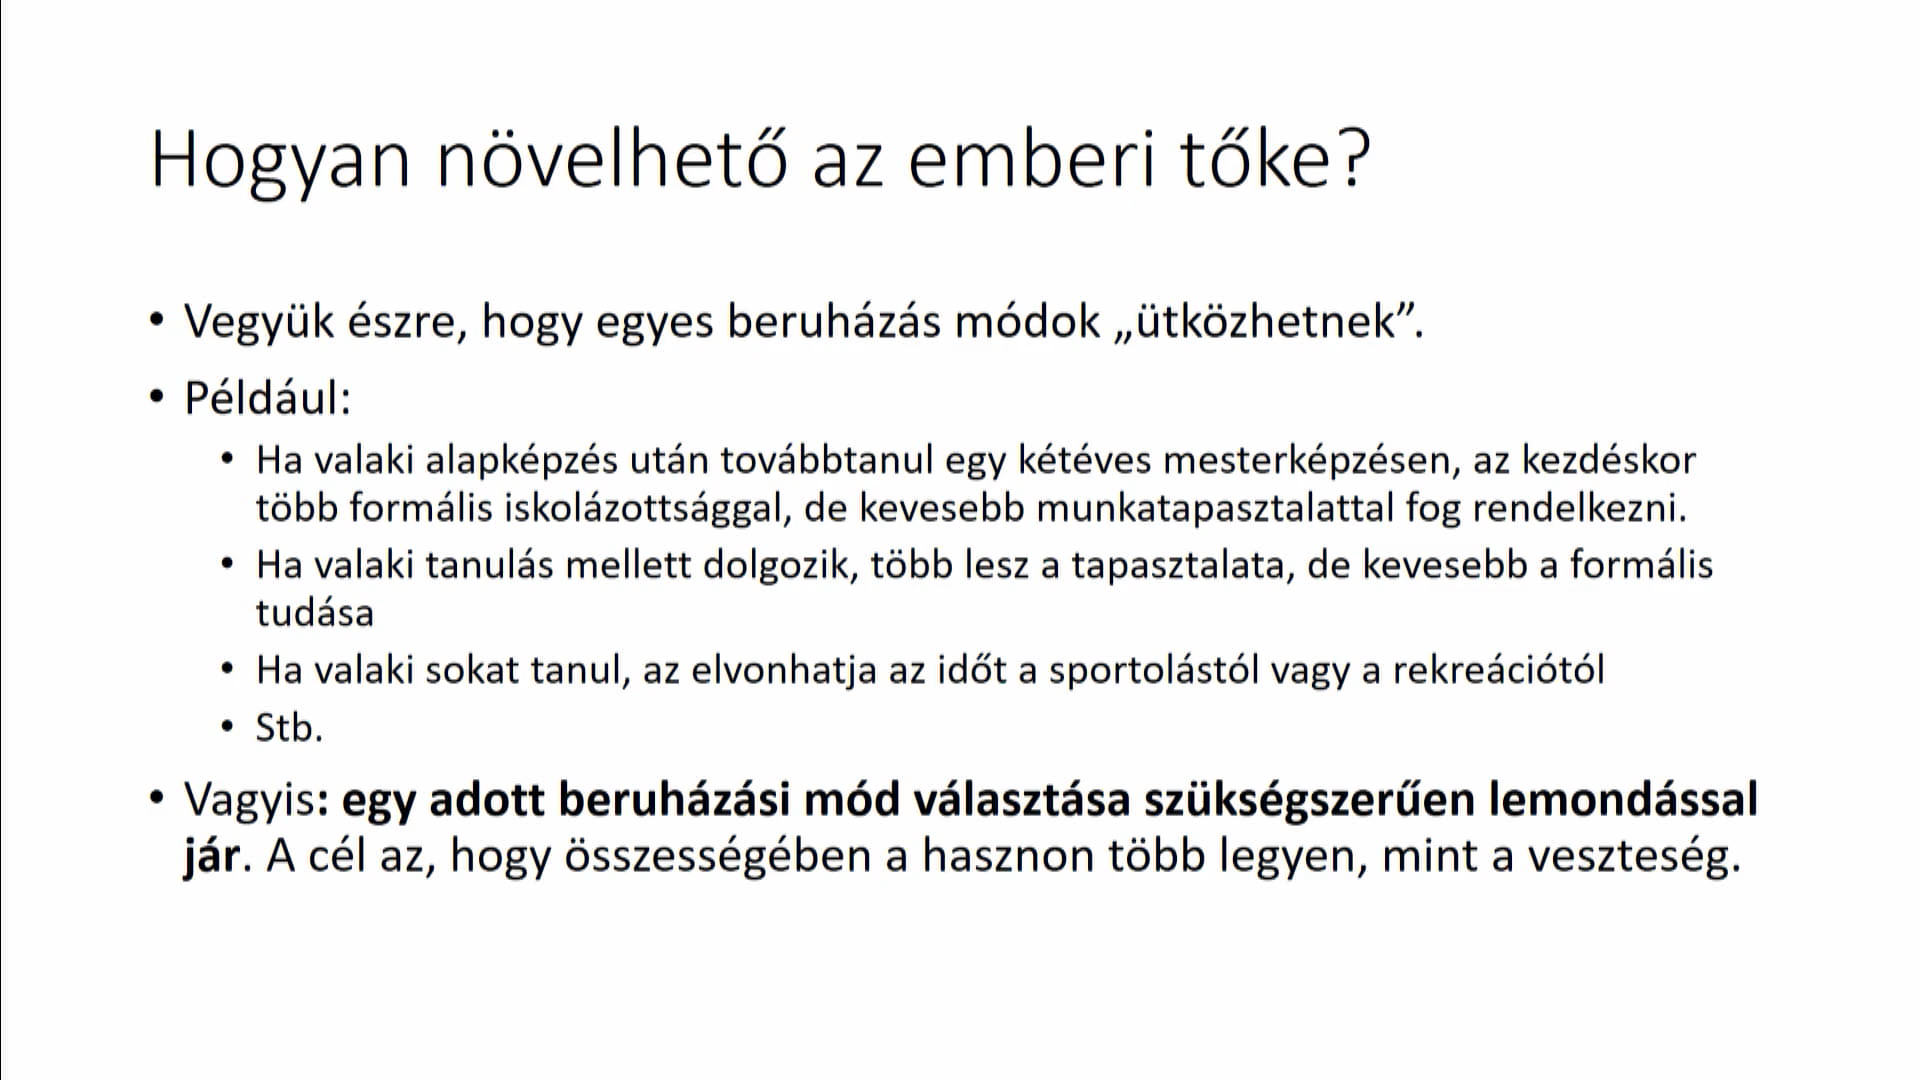 Hogyan növelhető az emberi tőke?
• Vegyük észre, hogy egyes beruházás módok „ütközhetnek”.
• Például:
• Ha valaki alapképzés után továbbtanul egy kétéves mesterképzésen, az kezdéskor
több formális iskolázottsággal, de kevesebb munkatapasztalattal fog rendelkezni.
• Ha valaki tanulás mellett dolgozik, több lesz a tapasztalata, de kevesebb a formális
tudása
• Ha valaki sokat tanul, az elvonhatja az időt a sportolástól vagy a rekreációtól
• Stb.
• Vagyis: egy adott beruházási mód választása szükségszerűen lemondással
jár. A cél az, hogy összességében a hasznon több legyen, mint a veszteség.